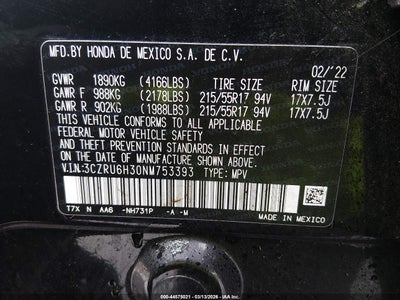 MFD.BY HONDA DE MEXICO S.A. DE C.V.
02/'22
GVWR 1890KG (4166LBS) TIRE SIZE RIM SIZE
GAWR F 988KG (2178LBS) 215/55R17 94V 17X7.5J
GAWR R 902KG (1988LBS) 215/55R17 94V 17X7.5J
THIS VEHICLE CONFORMS TO ALL APPLICABLE
FEDERAL MOTOR VEHICLE SAFETY
AND THEFT PREVENTION STANDARDS IN EFFECT
ON THE DATE OF MANUFACTURE SHOWN ABOVE.
V.I.N:3CZRU6H30NM753393 TYPE: MPV
T7X N AA6 -NH731P -A -M
MADE IN MEXICO
000-44575021 - 03/13/2026 - IAA Inc.